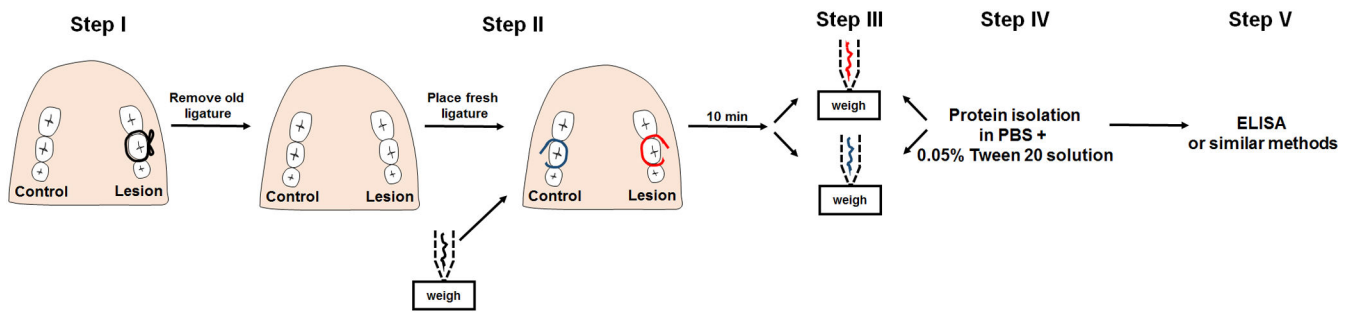 Step I
Step II
Step III
Step IV
Step V
Remove old
ligature
Place fresh
ligature
10 min
Control
Lesion
Control
Lesion
Control
Lesion
weigh
weigh
weigh
Protein isolation
in PBS +
0.05% Tween 20 solution
ELISA
or similar methods